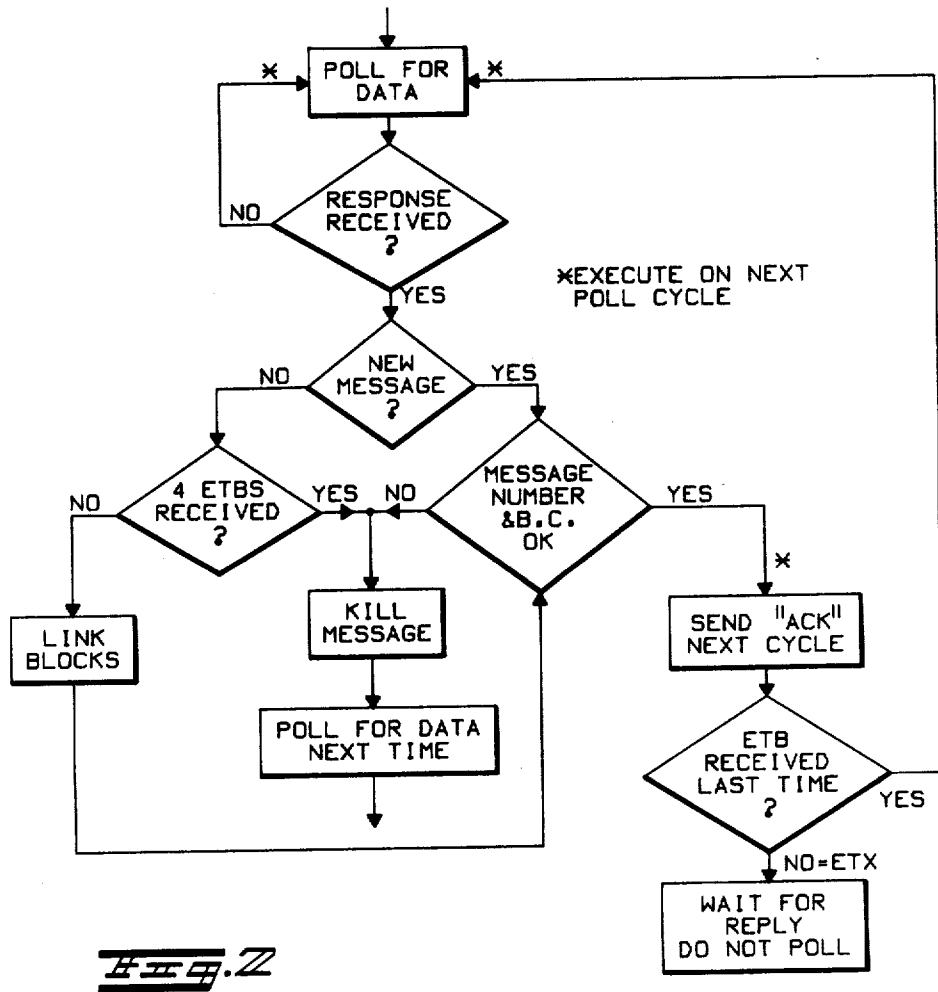 *
POLL FOR
DATA
*
RESPONSE
RECEIVED
?
NO
YES
*EXECUTE ON NEXT
POLL CYCLE
NEW
MESSAGE
?
NO
YES
4 ETBS
RECEIVED
?
NO
YES
MESSAGE
NUMBER
&B.C.
OK
NO
YES
*
LINK
BLOCKS
KILL
MESSAGE
SEND "ACK"
NEXT CYCLE
POLL FOR DATA
NEXT TIME
ETB
RECEIVED
LAST TIME
?
YES
NO=ETX
WAIT FOR
REPLY
DO NOT POLL
Fig.2